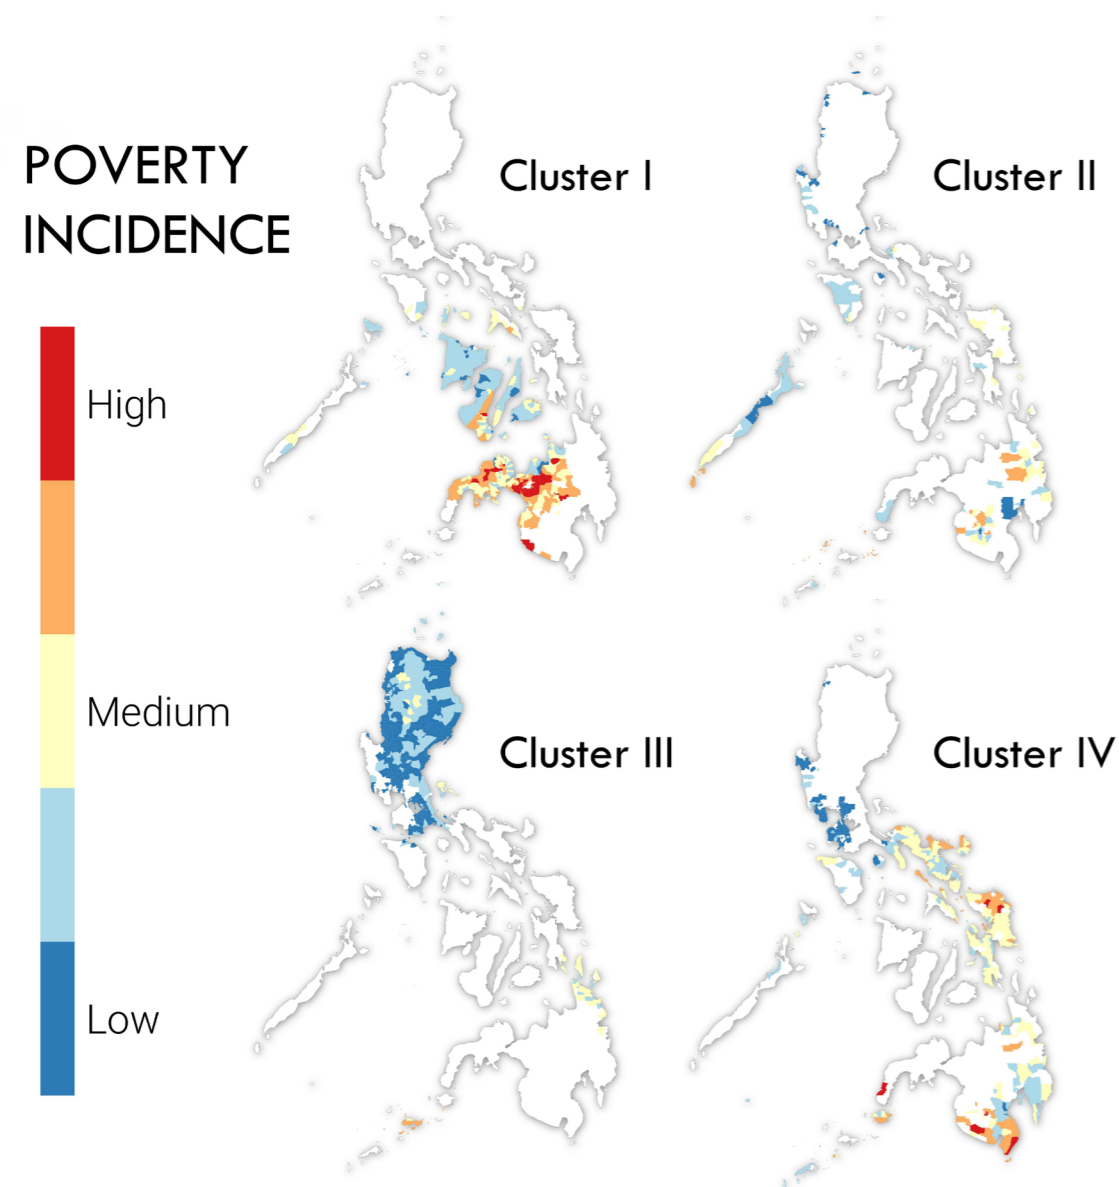 POVERTY
INCIDENCE
High
Medium
Low
Cluster I
Cluster II
Cluster III
Cluster IV